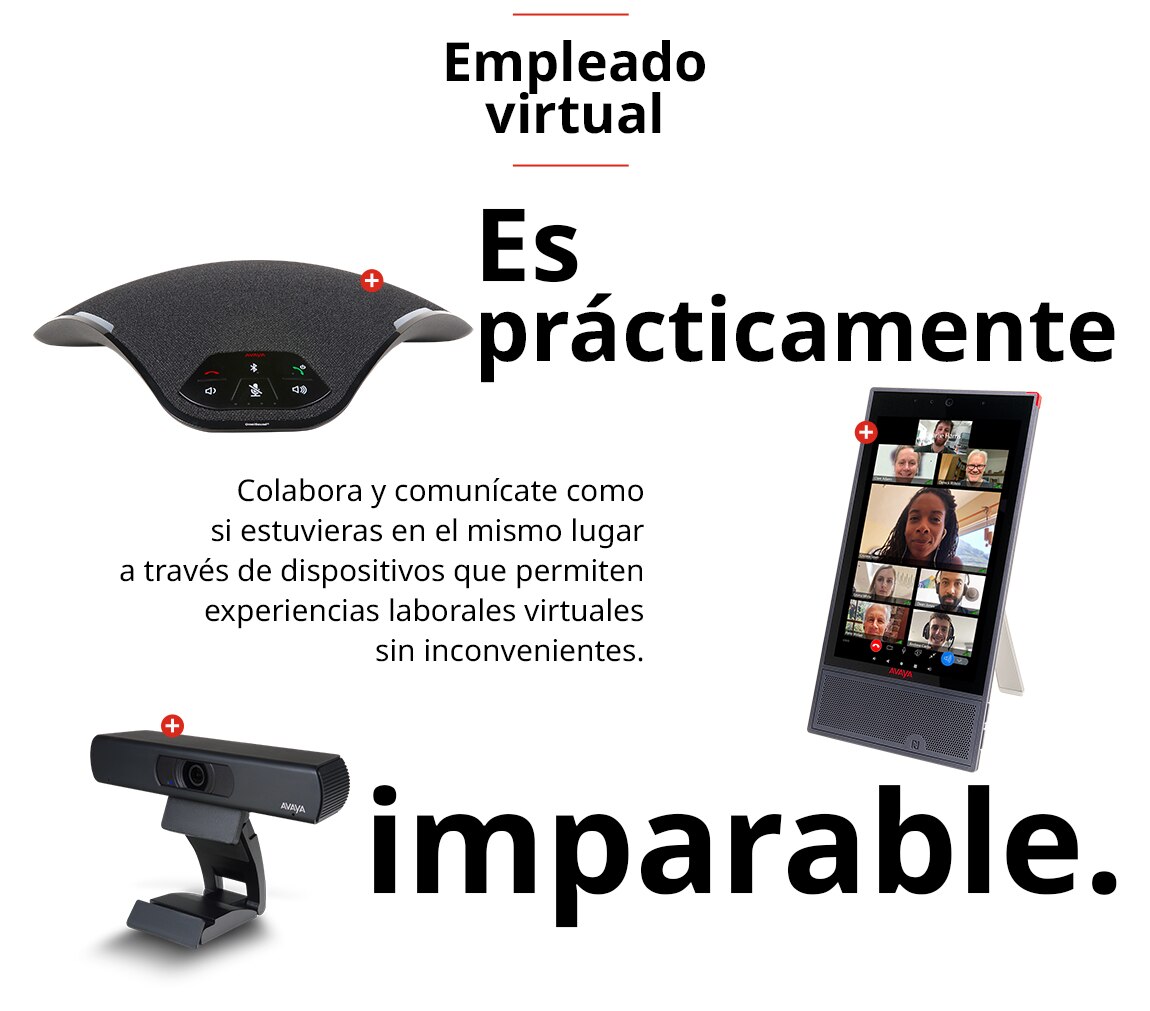 Empleado
virtual
Es
prácticamente
AVAYA
OmniSound™
Colabora y comunícate como
si estuvieras en el mismo lugar
a través de dispositivos que permiten
experiencias laborales virtuales
sin inconvenientes.
AVAYA
AVAYA
imparable.